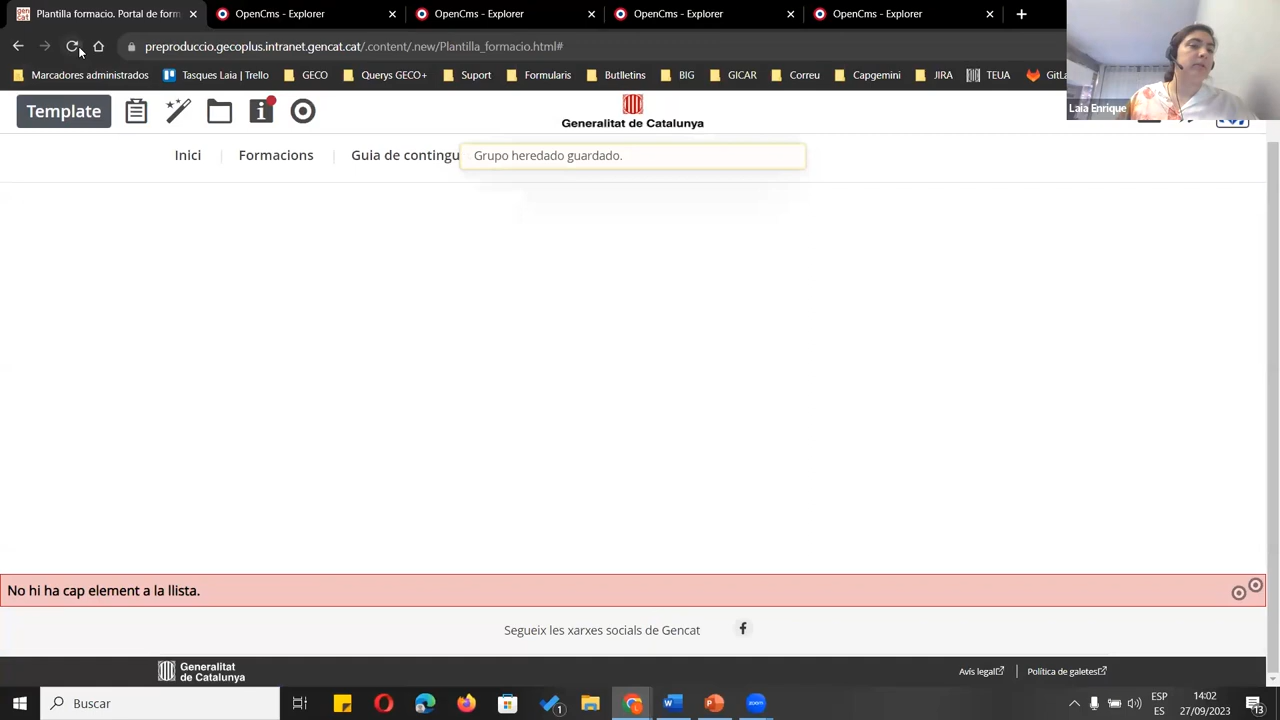 Plantilla formacio. Portal de form
OpenCms - Explorer
OpenCms - Explorer
OpenCms - Explorer
OpenCms - Explorer
preproduccio.gecoplus.intranet.gencat.cat/.content/.new/Plantilla_formacio.html#
Marcadores administrados
Tasques Laia | Trello
GECO
Querys GECO+
Suport
Formularis
Butlletins
BIG
GICAR
Correu
Capgemini
JIRA
TEUA
GitLa
Laia Enrique
Template
Generalitat de Catalunya
Inici
Formacions
Guia de contingu
Grupo heredado guardado.
No hi ha cap element a la llista.
Segueix les xarxes socials de Gencat
Generalitat
de Catalunya
Avís legal
Política de galetes
Buscar
1
zoom
ESP
ES
14:02
27/09/2023
13